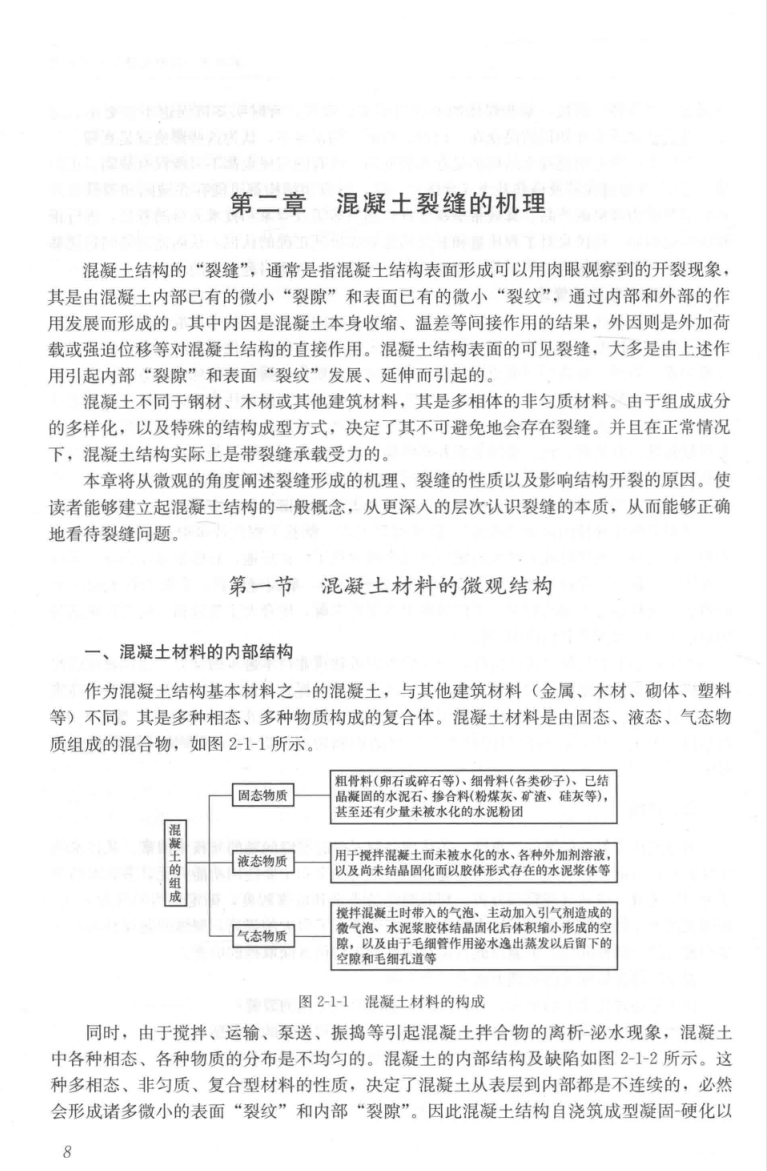 第二章 混凝土裂缝的机理
混凝土结构的“裂缝”，通常是指混凝土结构表面形成可以用肉眼观察到的开裂现象，
其是由混凝土内部已有的微小“裂隙”和表面已有的微小“裂纹”，通过内部和外部的作
用发展而形成的。其中内因是混凝土本身收缩、温差等间接作用的结果，外因则是外加荷
载或强迫位移等对混凝土结构的直接作用。混凝土结构表面的可见裂缝，大多是由上述作
用引起内部“裂隙”和表面“裂纹”发展、延伸而引起的。
混凝土不同于钢材、木材或其他建筑材料，其是多相体的非匀质材料。由于组成成分
的多样化，以及特殊的结构成型方式，决定了其不可避免地会存在裂缝。并且在正常情况
下，混凝土结构实际上是带裂缝承载受力的。
本章将从微观的角度阐述裂缝形成的机理、裂缝的性质以及影响结构开裂的原因。使
读者能够建立起混凝土结构的一般概念，从更深入的层次认识裂缝的本质，从而能够正确
地看待裂缝问题。
第一节 混凝土材料的微观结构
一、混凝土材料的内部结构
作为混凝土结构基本材料之一的混凝土，与其他建筑材料（金属、木材、砌体、塑料
等）不同。其是多种相态、多种物质构成的复合体。混凝土材料是由固态、液态、气态物
质组成的混合物，如图 2-1-1 所示。
混凝土的组成
固态物质
粗骨料(卵石或碎石等)、细骨料(各类砂子)、已结
晶凝固的水泥石、掺合料(粉煤灰、矿渣、硅灰等)，
甚至还有少量未被水化的水泥粉团
液态物质
用于搅拌混凝土而未被水化的水、各种外加剂溶液，
以及尚未结晶固化而以胶体形式存在的水泥浆体等
气态物质
搅拌混凝土时带入的气泡、主动加入引气剂造成的
微气泡、水泥浆胶体结晶固化后体积缩小形成的空
隙，以及由于毛细管作用泌水逸出蒸发以后留下的
空隙和毛细孔道等
图 2-1-1 混凝土材料的构成
同时，由于搅拌、运输、泵送、振捣等引起混凝土拌合物的离析-泌水现象，混凝土
中各种相态、各种物质的分布是不均匀的。混凝土的内部结构及缺陷如图 2-1-2 所示。这
种多相态、非匀质、复合型材料的性质，决定了混凝土从表层到内部都是不连续的，必然
会形成诸多微小的表面“裂纹”和内部“裂隙”。因此混凝土结构自浇筑成型凝固-硬化以
8